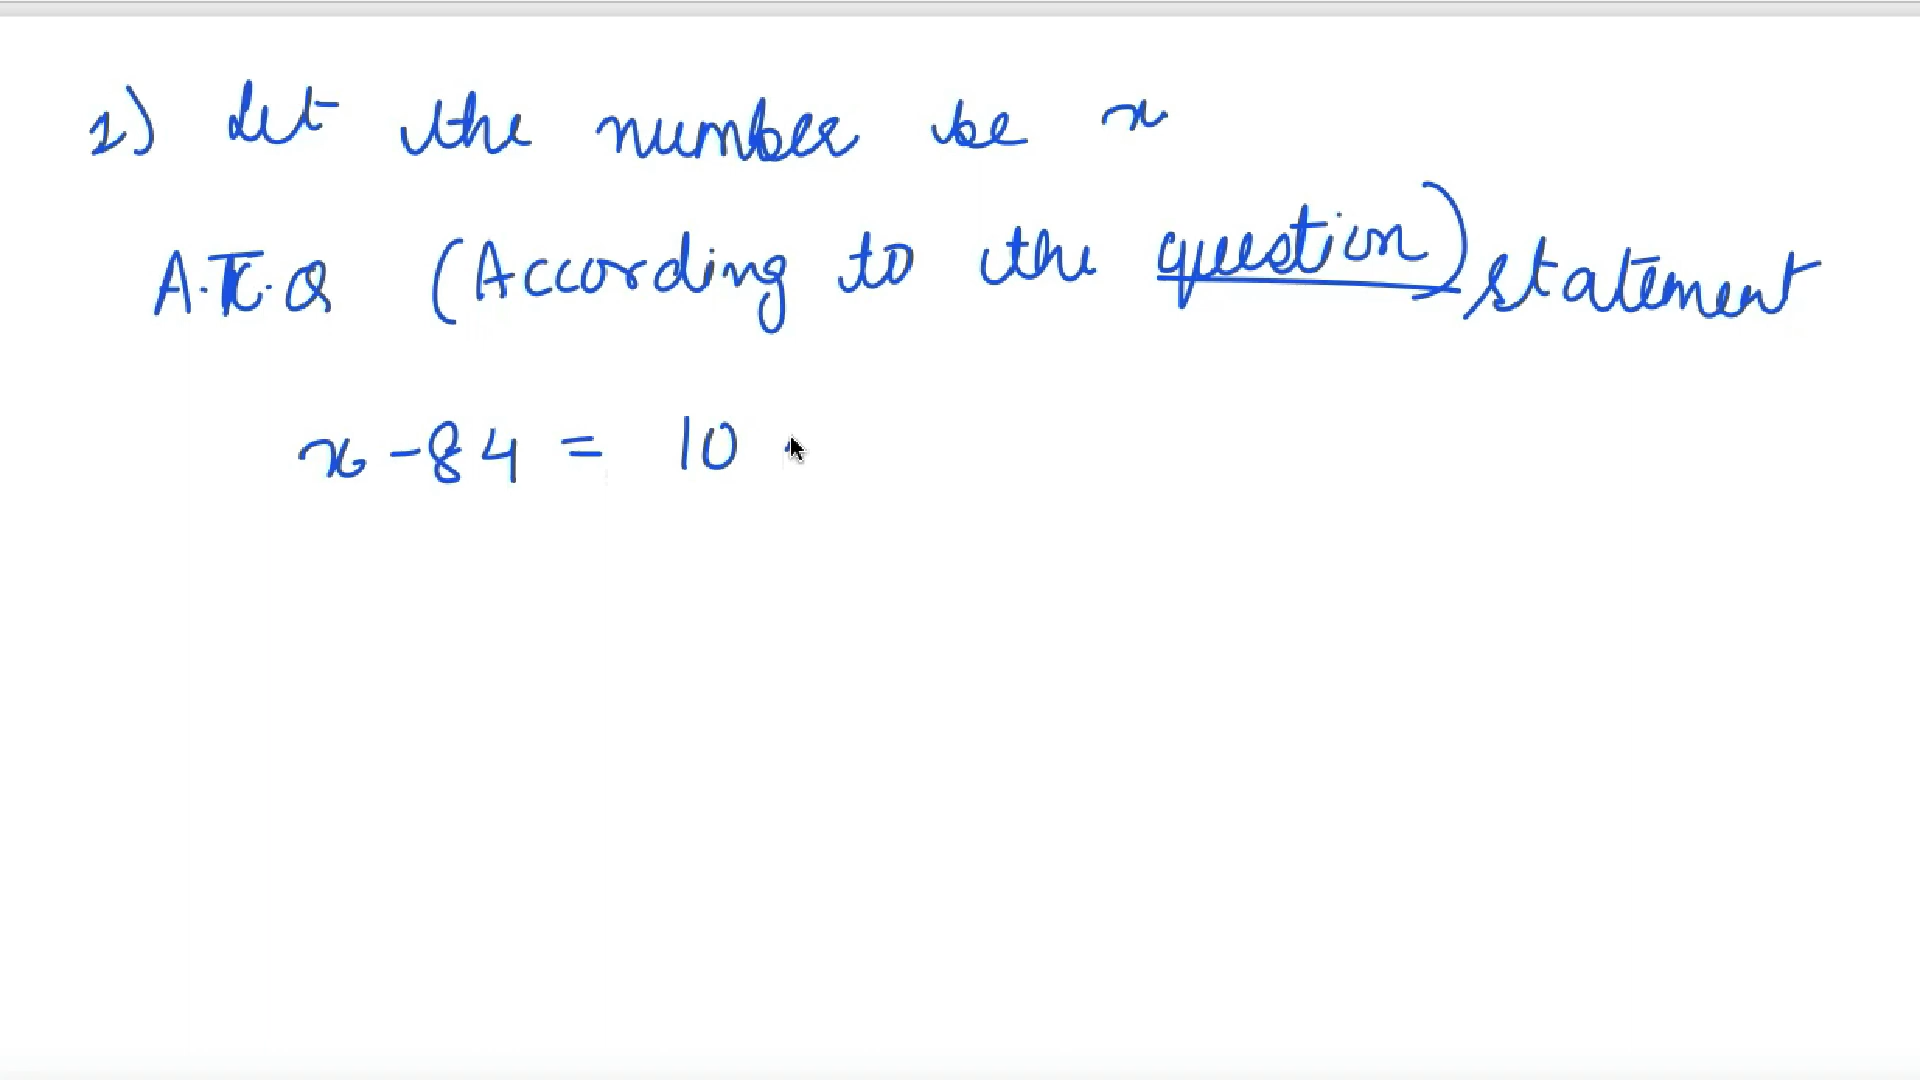 1) Let the number be x
A.T.Q (According to the question) statement
x - 84 = 10